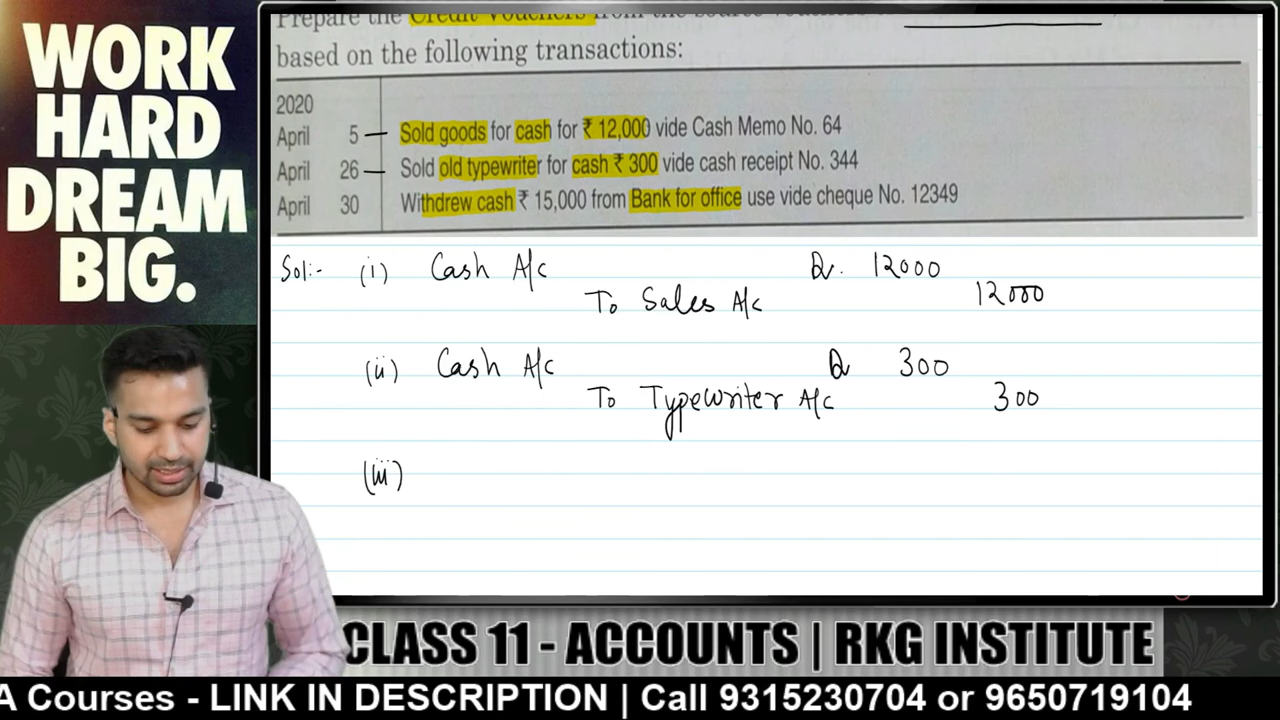 WORK
HARD
DREAM
BIG.
Prepare the Credit Vouchers from the source
based on the following transactions:
2020
April 5 Sold goods for cash for ₹ 12,000 vide Cash Memo No. 64
April 26 Sold old typewriter for cash ₹ 300 vide cash receipt No. 344
April 30 Withdrew cash ₹ 15,000 from Bank for office use vide cheque No. 12349
Sol:- (i) Cash A/c Dr. 12000
To Sales A/c 12000
(ii) Cash A/c Dr 300
To Typewriter A/c 300
(iii)
CLASS 11 - ACCOUNTS | RKG INSTITUTE
A Courses - LINK IN DESCRIPTION | Call 9315230704 or 9650719104